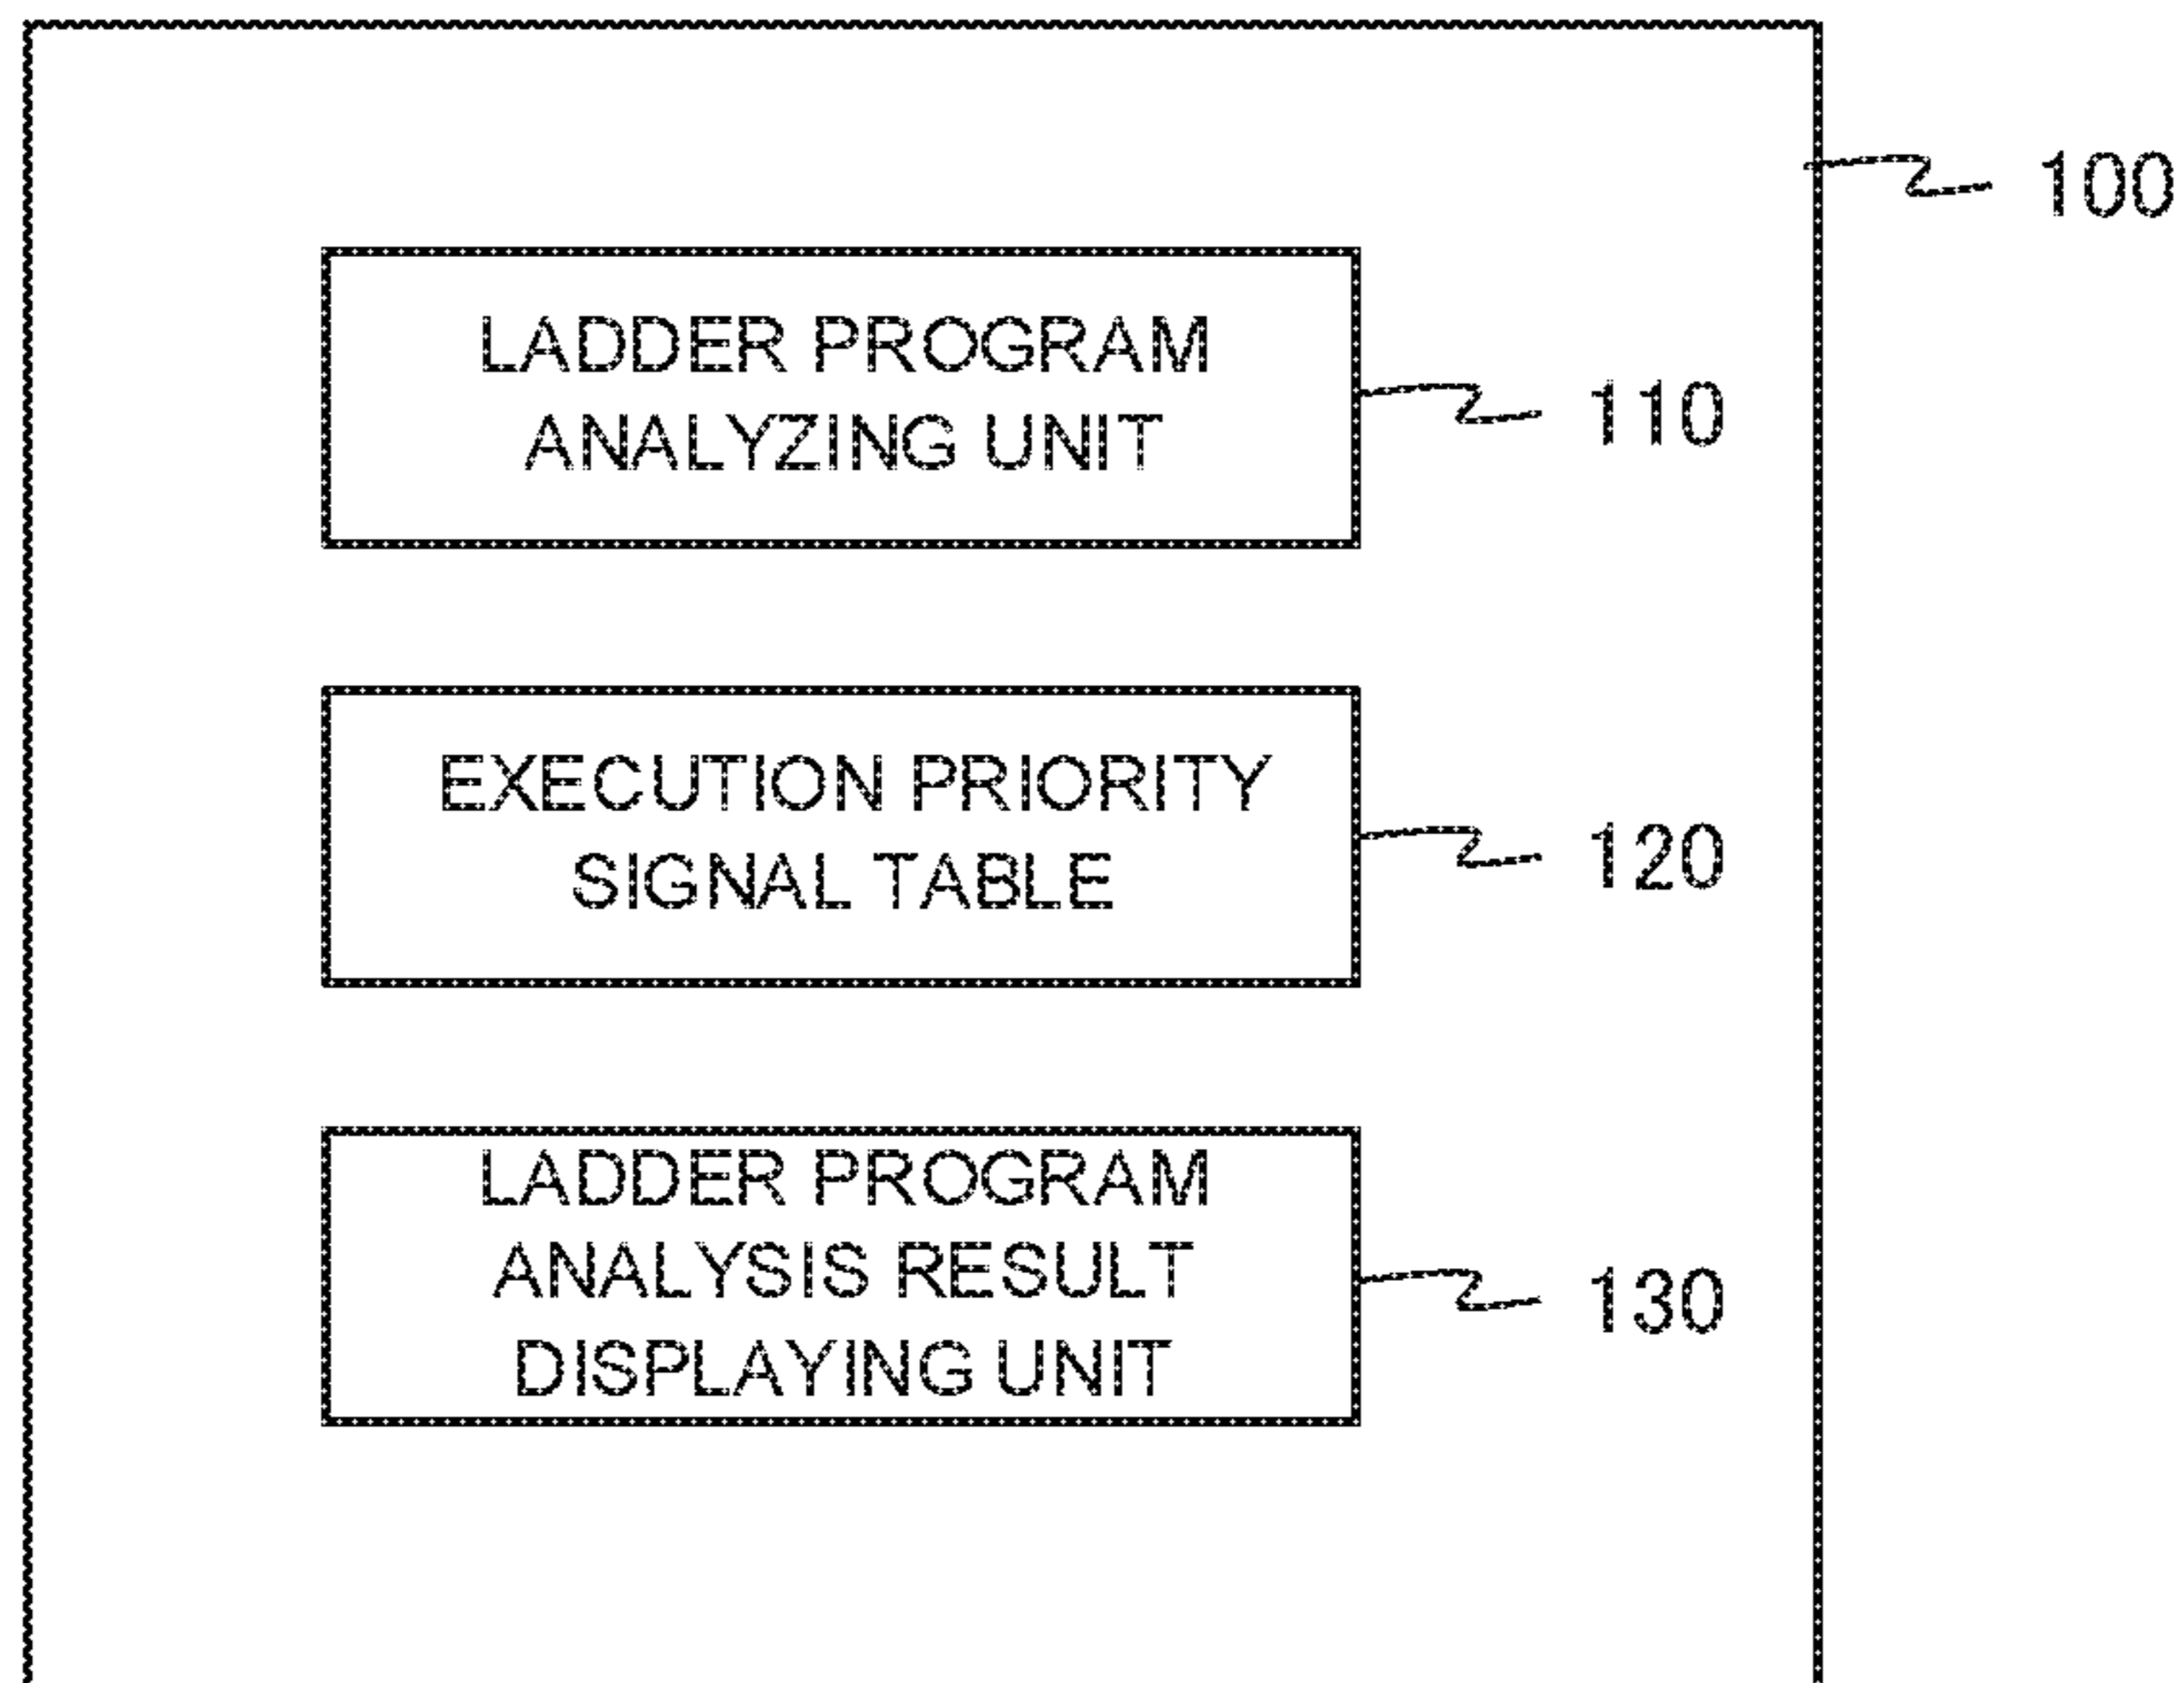 100
LADDER PROGRAM
ANALYZING UNIT
110
EXECUTION PRIORITY
SIGNAL TABLE
120
LADDER PROGRAM
ANALYSIS RESULT
DISPLAYING UNIT
130